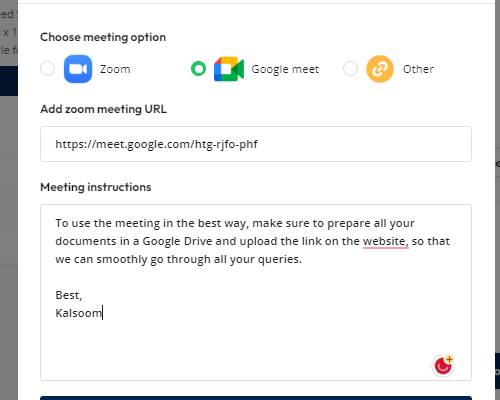 Choose meeting option
Zoom
Google meet
Other
Add zoom meeting URL
https://meet.google.com/htg-rjfo-phf
Meeting instructions
To use the meeting in the best way, make sure to prepare all your
documents in a Google Drive and upload the link on the website, so that
we can smoothly go through all your queries.
Best,
Kalsoom